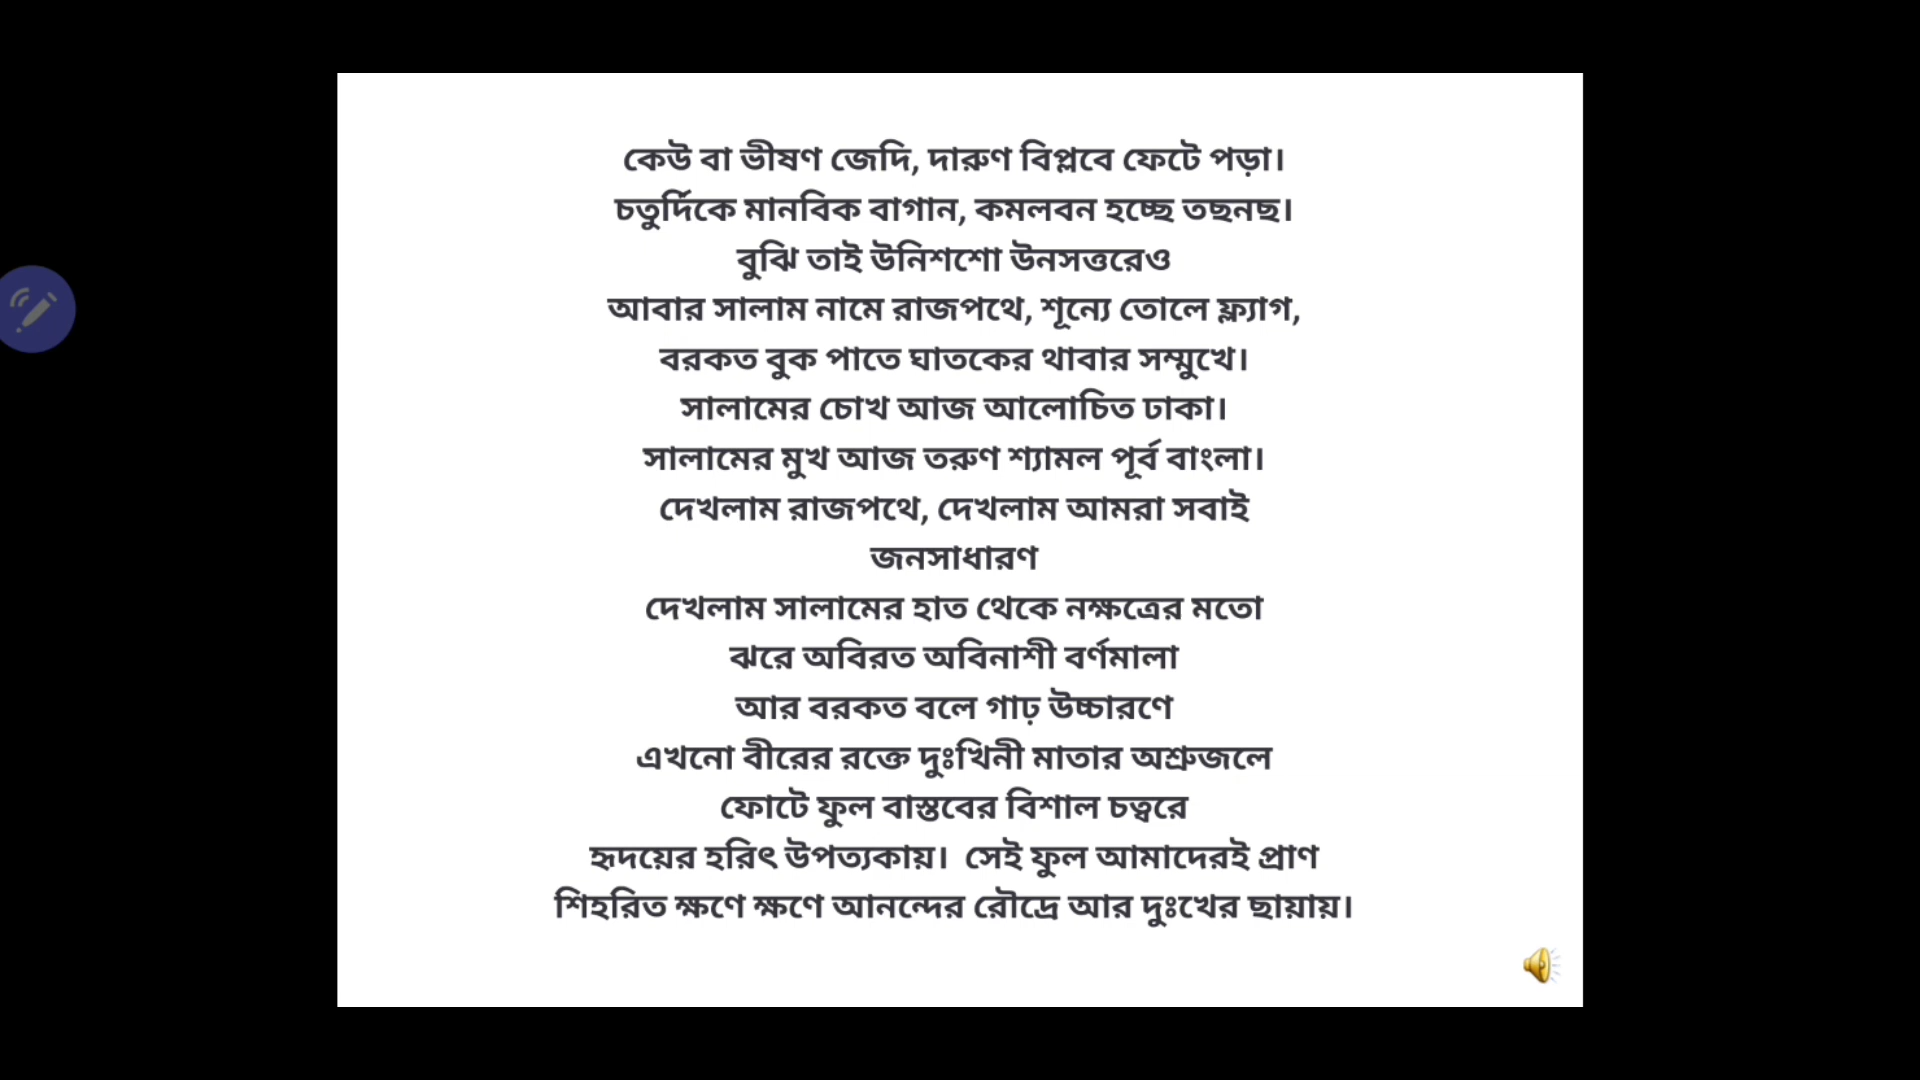 কেউ বা ভীষণ জেদি, দারুণ বিপ্লবে ফেটে পড়া।
চতুর্দিকে মানবিক বাগান, কমলবন হচ্ছে তছনছ।
বুঝি তাই উনিশশো উনসত্তরেও
আবার সালাম নামে রাজপথে, শূন্যে তোলে ফ্ল্যাগ,
বরকত বুক পাতে ঘাতকের থাবার সম্মুখে।
সালামের চোখ আজ আলোচিত ঢাকা।
সালামের মুখ আজ তরুণ শ্যামল পূর্ব বাংলা।
দেখলাম রাজপথে, দেখলাম আমরা সবাই
জনসাধারণ
দেখলাম সালামের হাত থেকে নক্ষত্রের মতো
ঝরে অবিরত অবিনাশী বর্ণমালা
আর বরকত বলে গাঢ় উচ্চারণে
এখনো বীরের রক্তে দুঃখিনী মাতার অশ্রুজলে
ফোটে ফুল বাস্তবের বিশাল চত্বরে
হৃদয়ের হরিৎ উপত্যকায়। সেই ফুল আমাদেরই প্রাণ
শিহরিত ক্ষণে ক্ষণে আনন্দের রৌদ্রে আর দুঃখের ছায়ায়।